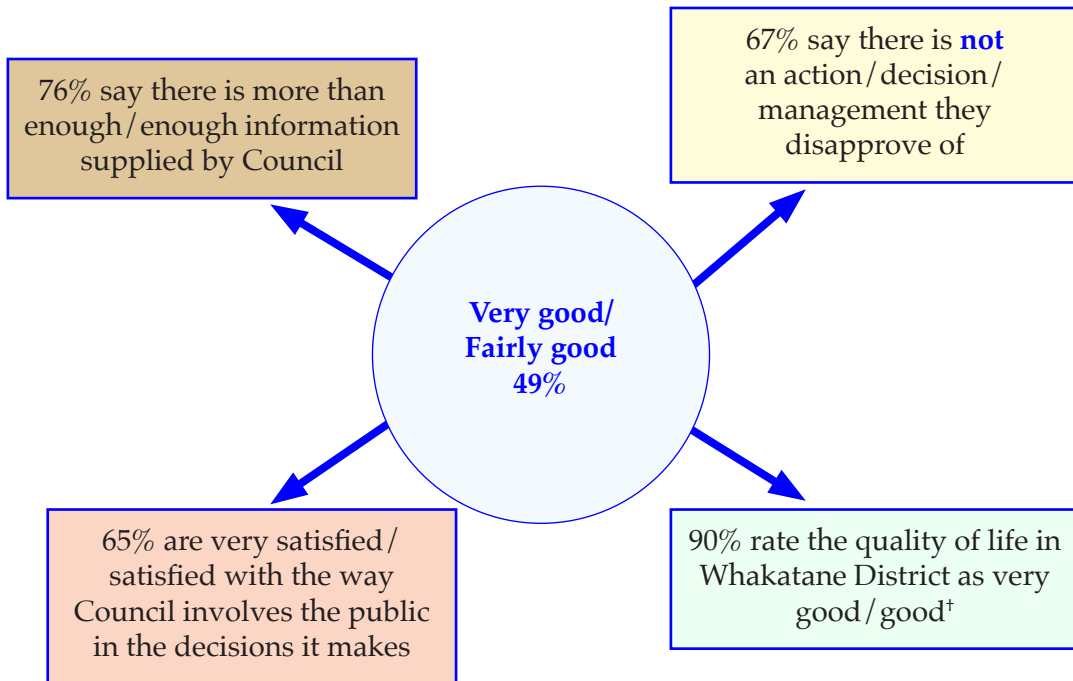 76% say there is more than
enough/enough information
supplied by Council
67% say there is not
an action/decision/
management they
disapprove of
Very good/
Fairly good
49%
65% are very satisfied/
satisfied with the way
Council involves the public
in the decisions it makes
90% rate the quality of life in
Whakatane District as very
good/good†